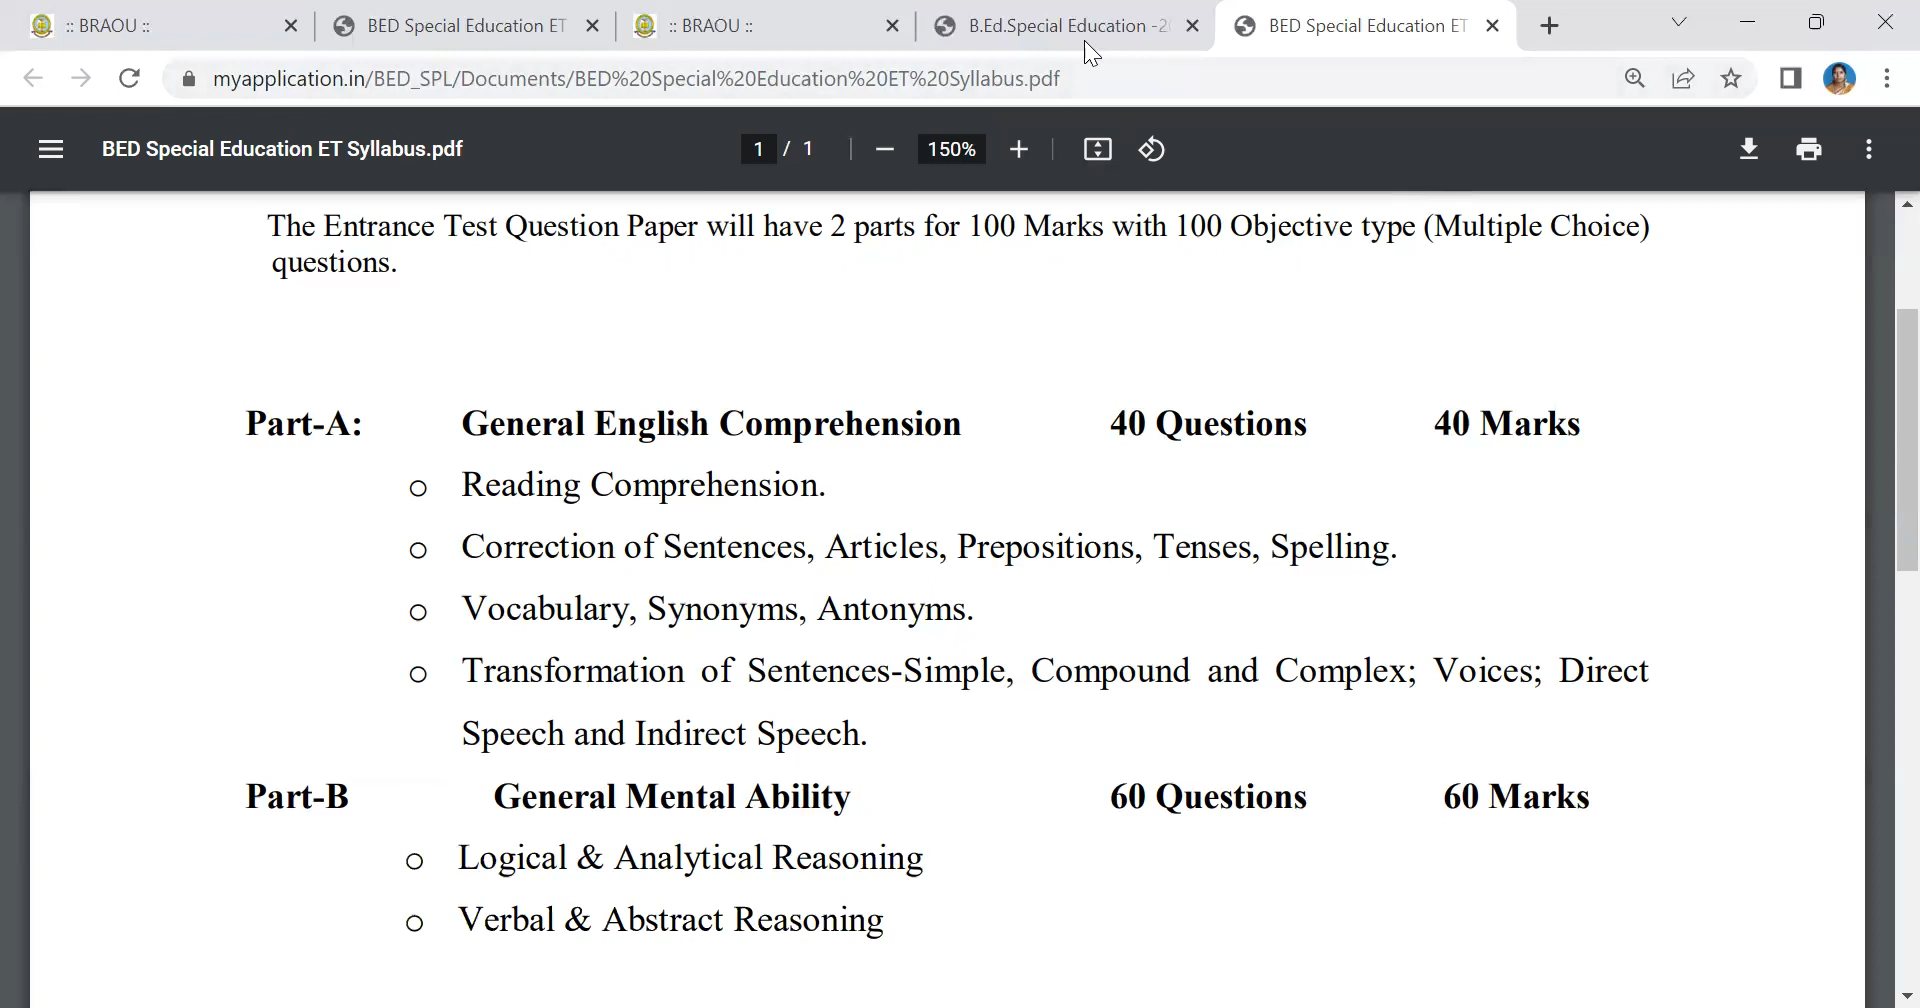 :: BRAOU ::
BED Special Education ET
:: BRAOU ::
B.Ed.Special Education -2
BED Special Education ET
myapplication.in/BED_SPL/Documents/BED%20Special%20Education%20ET%20Syllabus.pdf
BED Special Education ET Syllabus.pdf
1 / 1
150%
The Entrance Test Question Paper will have 2 parts for 100 Marks with 100 Objective type (Multiple Choice)
questions.
Part-A: General English Comprehension 40 Questions 40 Marks
o Reading Comprehension.
o Correction of Sentences, Articles, Prepositions, Tenses, Spelling.
o Vocabulary, Synonyms, Antonyms.
o Transformation of Sentences-Simple, Compound and Complex; Voices; Direct
Speech and Indirect Speech.
Part-B General Mental Ability 60 Questions 60 Marks
o Logical & Analytical Reasoning
o Verbal & Abstract Reasoning